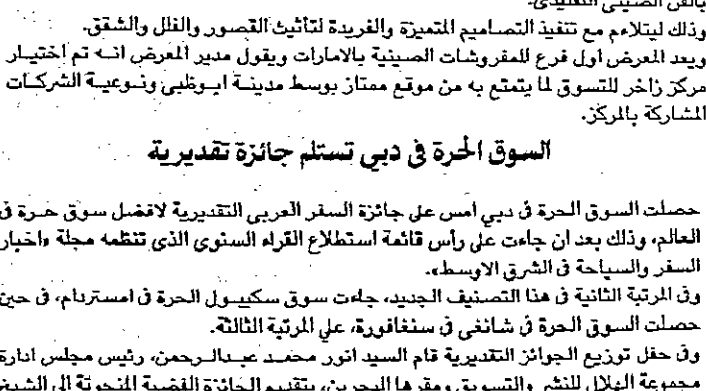 بالفن الصيني التقليدي.
وذلك ليتلاءم مع تنفيذ التصاميم المتميزة والفريدة لتأثيث القصور والفلل والشقق.
ويعد المعرض أول فرع للمفروشات الصينية بالامارات ويقول مدير المعرض انه تم اختيار
مركز زاخر للتسوق لما يتمتع به من موقع ممتاز بوسط مدينة ابوظبي ونوعية الشركات
المشاركة بالمركز.
السوق الحرة في دبي تستلم جائزة تقديرية
حصلت السوق الحرة في دبي أمس على جائزة السفر العربي التقديرية لافضل سوق حرة في
العالم، وذلك بعد ان جاءت على رأس قائمة استطلاع القراء السنوي الذي تنظمه مجلة «اخبار
السفر والسياحة في الشرق الاوسط».
وفي المرتبة الثانية في هذا التصنيف الجديد، جاءت سوق سكيبول الحرة في امستردام، في حين
حصلت السوق الحرة في شانغي في سنغافورة، على المرتبة الثالثة.
وفي حفل توزيع الجوائز التقديرية قام السيد انور محمد عبدالرحمن، رئيس مجلس ادارة
مجموعة الهلال للنشر والتسويق ومقرها البحرين، بتقديم الجائزة الفضية المنحوتة الى الشيخ